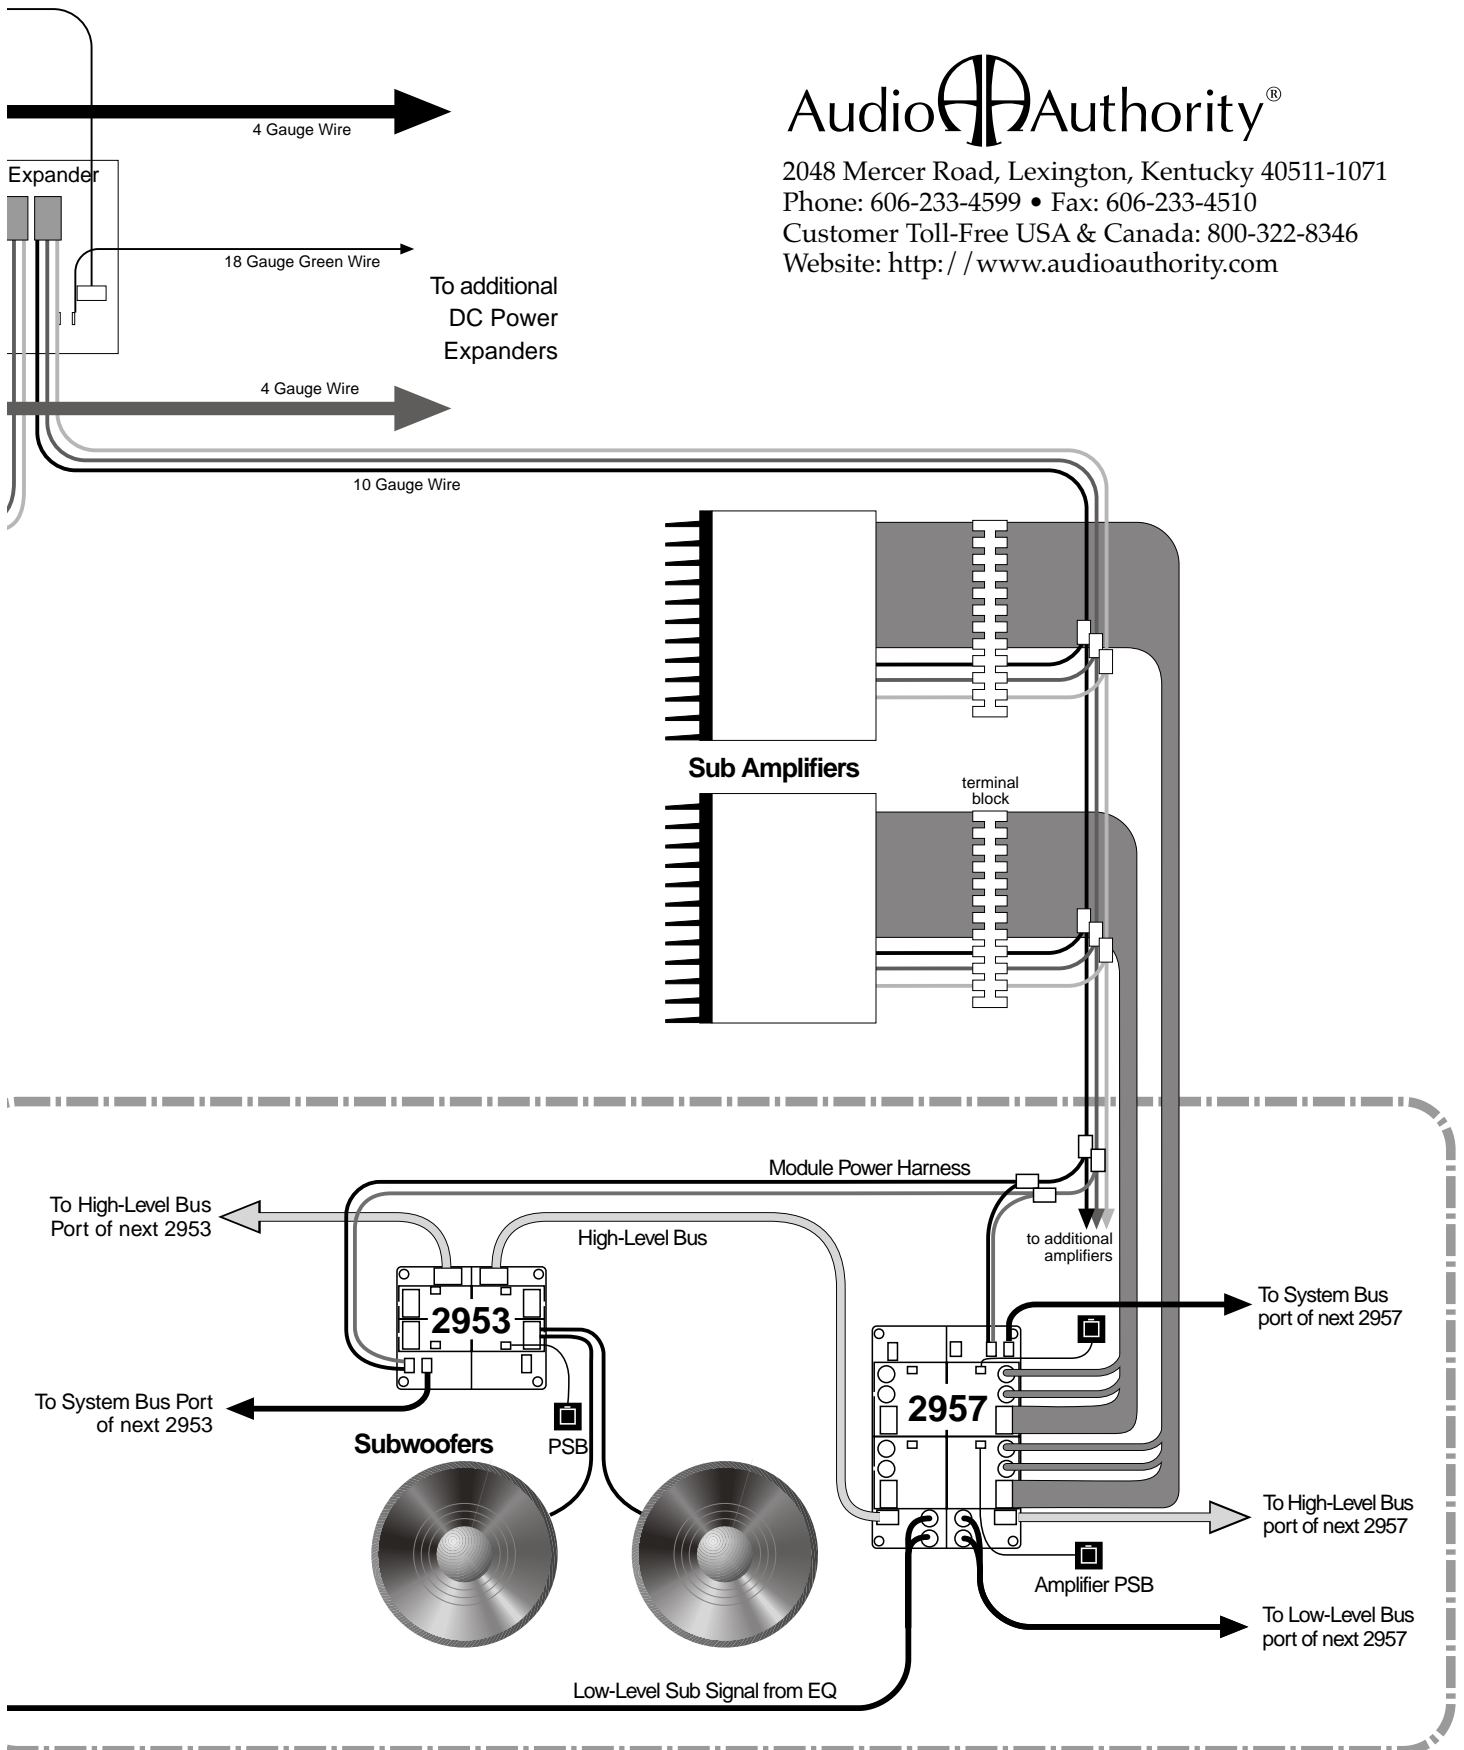 4 Gauge Wire
Audio Authority®
2048 Mercer Road, Lexington, Kentucky 40511-1071
Phone: 606-233-4599 • Fax: 606-233-4510
Customer Toll-Free USA & Canada: 800-322-8346
Website: http://www.audioauthority.com
Expander
18 Gauge Green Wire
To additional
DC Power
Expanders
4 Gauge Wire
10 Gauge Wire
Sub Amplifiers
terminal
block
Module Power Harness
To High-Level Bus
Port of next 2953
High-Level Bus
to additional
amplifiers
2953
To System Bus
port of next 2957
To System Bus Port
of next 2953
2957
Subwoofers
PSB
To High-Level Bus
port of next 2957
Amplifier PSB
To Low-Level Bus
port of next 2957
Low-Level Sub Signal from EQ